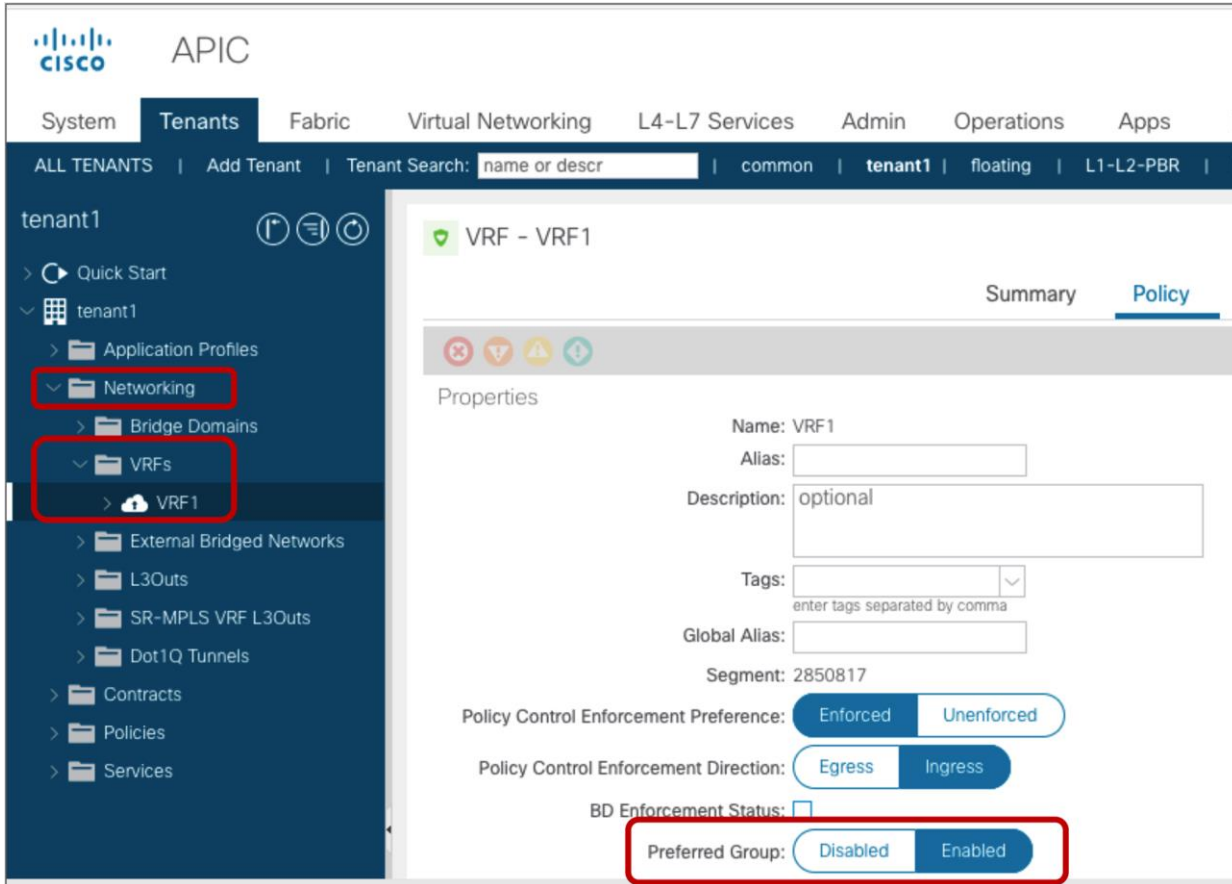 CISCO APIC
System Tenants Fabric Virtual Networking L4-L7 Services Admin Operations Apps
ALL TENANTS | Add Tenant | Tenant Search: name or descr | common | tenant1 | floating | L1-L2-PBR |
tenant1
Quick Start
tenant1
Application Profiles
Networking
Bridge Domains
VRFs
VRF1
External Bridged Networks
L3Outs
SR-MPLS VRF L3Outs
Dot1Q Tunnels
Contracts
Policies
Services
VRF - VRF1
Summary Policy
Properties
Name: VRF1
Alias:
Description: optional
Tags:
enter tags separated by comma
Global Alias:
Segment: 2850817
Policy Control Enforcement Preference: Enforced Unenforced
Policy Control Enforcement Direction: Egress Ingress
BD Enforcement Status:
Preferred Group: Disabled Enabled